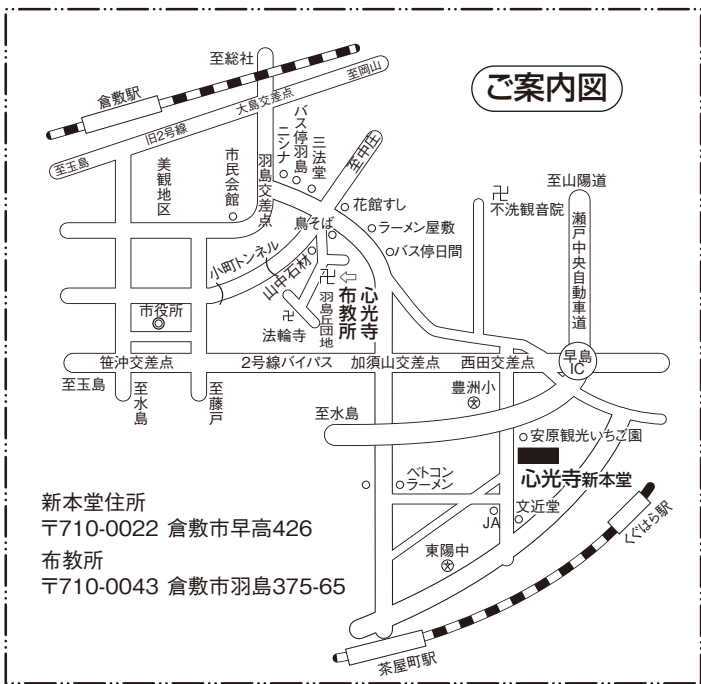 ご案内図
至総社
至岡山
倉敷駅
大島交差点
旧2号線
至玉島
美観地区
市民会館
羽島交差点
ニシナ
バス停羽島
三法堂
至中庄
花館すし
ラーメン屋敷
バス停日間
鳥そば
小町トンネル
山中石材
卍
不洗観音院
至山陽道
瀬戸中央自動車道
卍⇦
心光寺
布教所
羽島丘団地
卍
法輪寺
市役所
笹沖交差点
2号線バイパス
加須山交差点
西田交差点
早島
IC
至玉島
至水島
至藤戸
豊洲小
文
至水島
安原観光いちご園
心光寺新本堂
ベトコン
ラーメン
JA
文近堂
東陽中
文
くぐはら駅
茶屋町駅
新本堂住所
〒710-0022 倉敷市早高426
布教所
〒710-0043 倉敷市羽島375-65